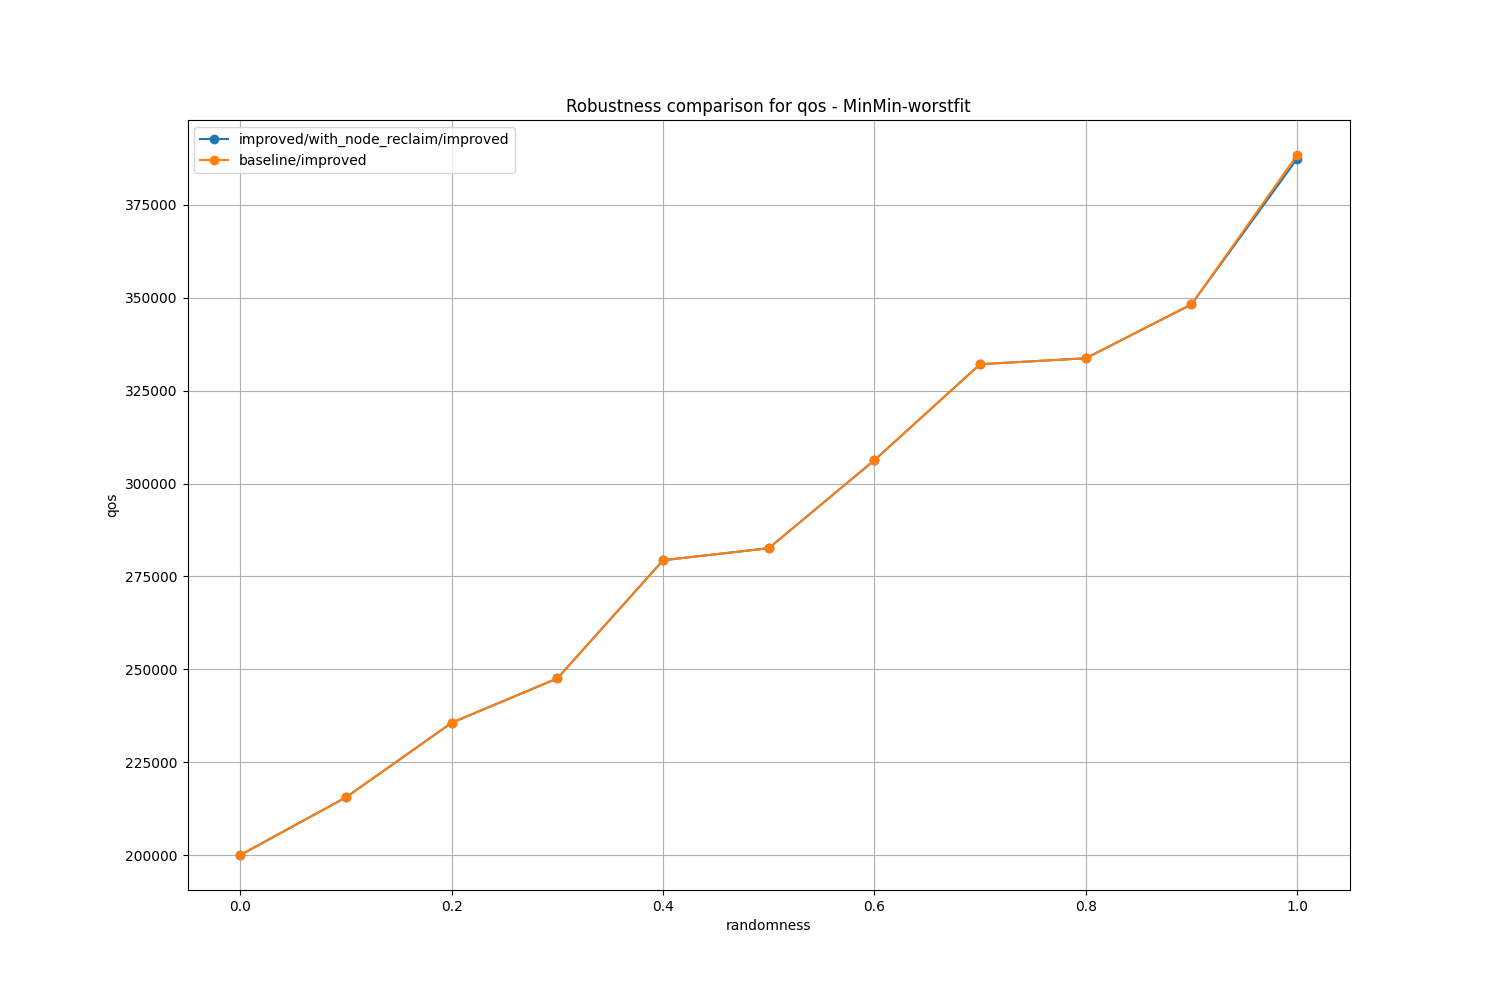 Robustness comparison for qos - MinMin-worstfit
improved/with_node_reclaim/improved
baseline/improved
375000
350000
325000
300000
275000
250000
225000
200000
qos
0.0 0.2 0.4 0.6 0.8 1.0
randomness